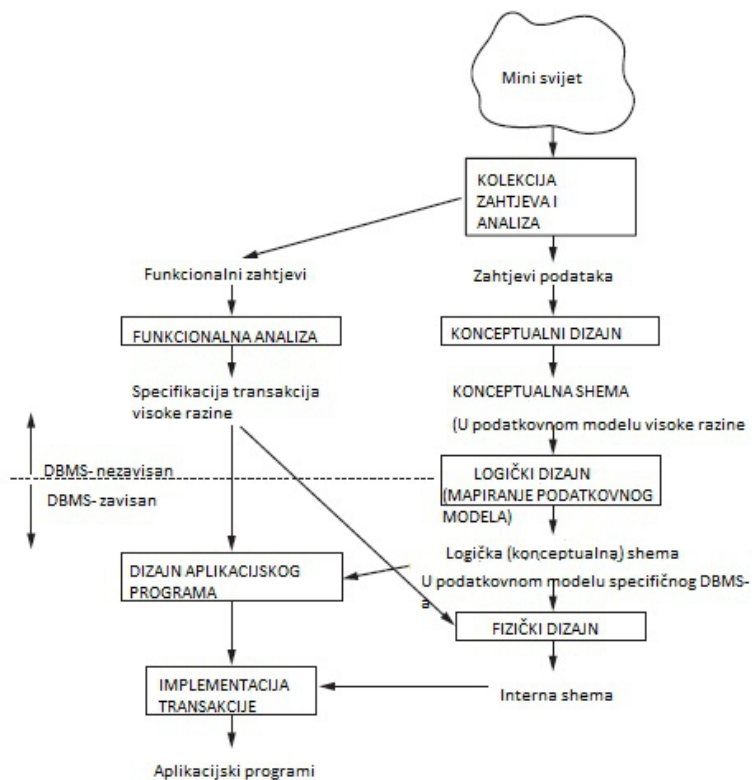 Mini svijet
KOLEKCIJA
ZAHTJEVA I
ANALIZA
Funkcionalni zahtjevi
Zahtjevi podataka
FUNKCIONALNA ANALIZA
KONCEPTUALNI DIZAJN
Specifikacija transakcija
visoke razine
KONCEPTUALNA SHEMA
(U podatkovnom modelu visoke razine
DBMS- nezavisan
DBMS- zavisan
LOGIČKI DIZAJN
(MAPIRANJE PODATKOVNOG
MODELA)
Logička (konceptualna) shema
U podatkovnom modelu specifičnog DBMS-
a
DIZAJN APLIKACIJSKOG
PROGRAMA
FIZIČKI DIZAJN
IMPLEMENTACIJA
TRANSAKCIJE
Interna shema
Aplikacijski programi